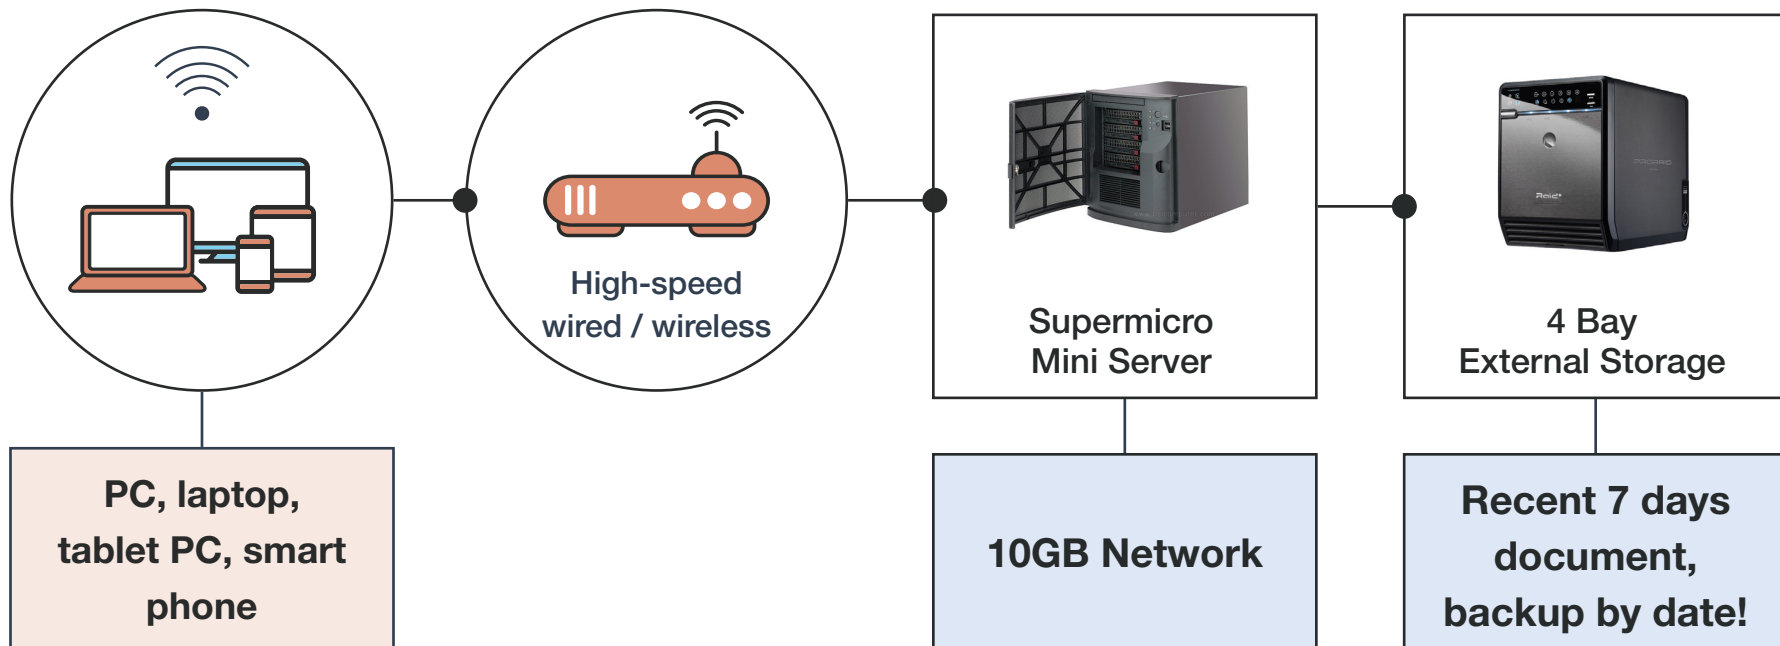 High-speed
wired / wireless
Supermicro
Mini Server
4 Bay
External Storage
Raid+
PC, laptop,
tablet PC, smart
phone
10GB Network
Recent 7 days
document,
backup by date!